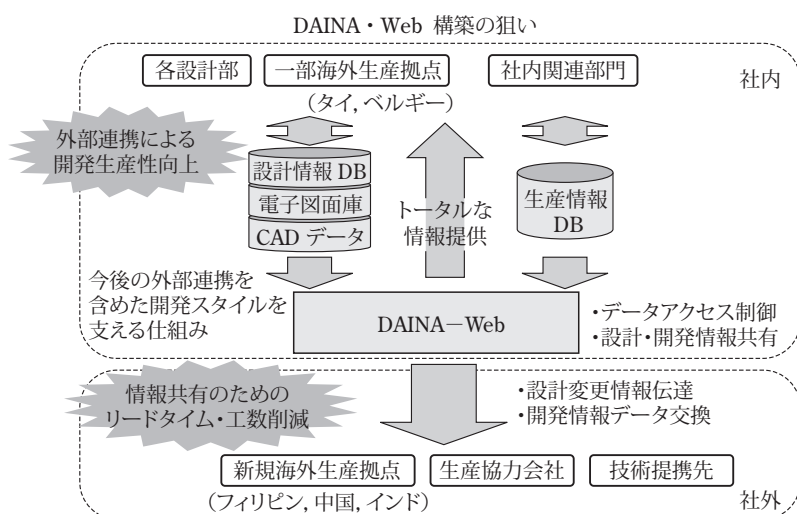 DAINA・Web 構築の狙い
各設計部
一部海外生産拠点
社内関連部門
社内
（タイ，ベルギー）
外部連携による
開発生産性向上
設計情報 DB
電子図面庫
CAD データ
トータルな
情報提供
生産情報
DB
今後の外部連携を
含めた開発スタイルを
支える仕組み
DAINA－Web
・データアクセス制御
・設計・開発情報共有
情報共有のための
リードタイム・工数削減
・設計変更情報伝達
・開発情報データ交換
新規海外生産拠点
生産協力会社
技術提携先
（フィリピン，中国，インド）
社外